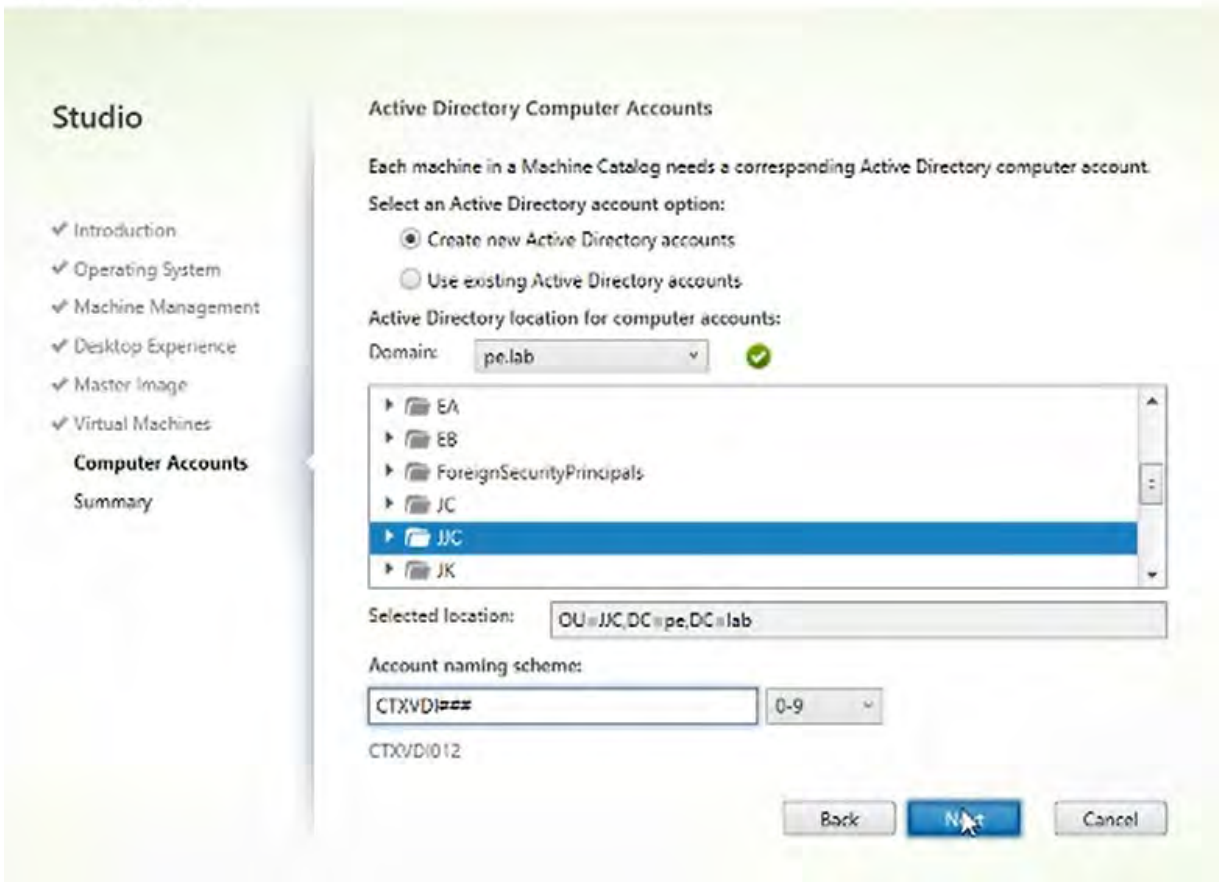 Studio
Introduction
Operating System
Machine Management
Desktop Experience
Master Image
Virtual Machines
Computer Accounts
Summary
Active Directory Computer Accounts
Each machine in a Machine Catalog needs a corresponding Active Directory computer account.
Select an Active Directory account option:
Create new Active Directory accounts
Use existing Active Directory accounts
Active Directory location for computer accounts:
Domain: pe.lab
EA
EB
ForeignSecurityPrincipals
JC
JJC
JK
Selected location: OU=JJC,DC=pe,DC=lab
Account naming scheme:
CTXVDI### 0-9
CTXVDI012
Back Next Cancel